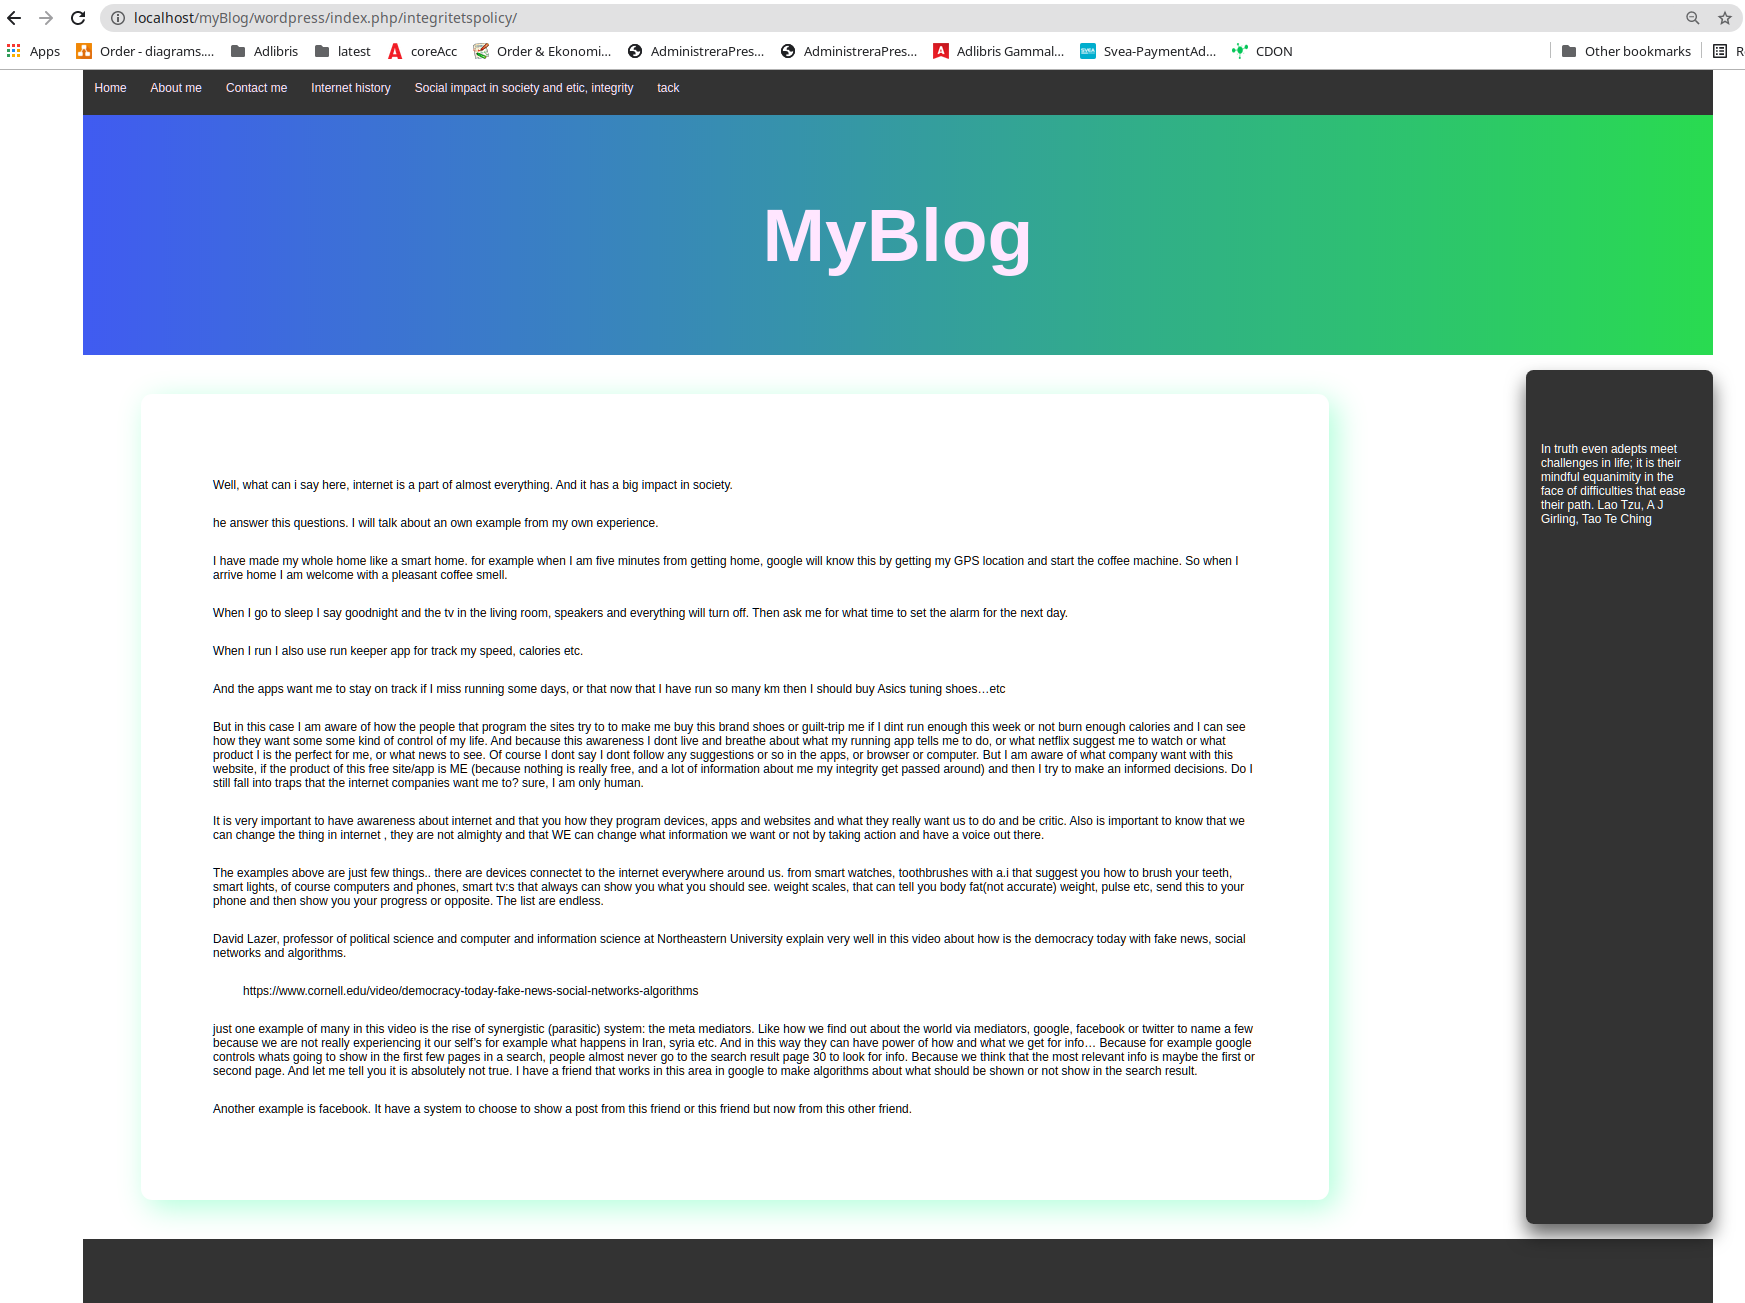 localhost/myBlog/wordpress/index.php/integritetspolicy/
Apps Order - diagrams.... Adlibris latest coreAcc Order & Ekonomi... AdministreraPres... AdministreraPres... Adlibris Gammal... Svea-PaymentAd... CDON Other bookmarks R
Home About me Contact me Internet history Social impact in society and etic, integrity tack
MyBlog
Well, what can i say here, internet is a part of almost everything. And it has a big impact in society.
he answer this questions. I will talk about an own example from my own experience.
I have made my whole home like a smart home. for example when I am five minutes from getting home, google will know this by getting my GPS location and start the coffee machine. So when I
arrive home I am welcome with a pleasant coffee smell.
When I go to sleep I say goodnight and the tv in the living room, speakers and everything will turn off. Then ask me for what time to set the alarm for the next day.
When I run I also use run keeper app for track my speed, calories etc.
And the apps want me to stay on track if I miss running some days, or that now that I have run so many km then I should buy Asics tuning shoes…etc
But in this case I am aware of how the people that program the sites try to to make me buy this brand shoes or guilt-trip me if I dint run enough this week or not burn enough calories and I can see
how they want some some kind of control of my life. And because this awareness I dont live and breathe about what my running app tells me to do, or what netflix suggest me to watch or what
product I is the perfect for me, or what news to see. Of course I dont say I dont follow any suggestions or so in the apps, or browser or computer. But I am aware of what company want with this
website, if the product of this free site/app is ME (because nothing is really free, and a lot of information about me my integrity get passed around) and then I try to make an informed decisions. Do I
still fall into traps that the internet companies want me to? sure, I am only human.
It is very important to have awareness about internet and that you how they program devices, apps and websites and what they really want us to do and be critic. Also is important to know that we
can change the thing in internet , they are not almighty and that WE can change what information we want or not by taking action and have a voice out there.
The examples above are just few things.. there are devices connectet to the internet everywhere around us. from smart watches, toothbrushes with a.i that suggest you how to brush your teeth,
smart lights, of course computers and phones, smart tv:s that always can show you what you should see. weight scales, that can tell you body fat(not accurate) weight, pulse etc, send this to your
phone and then show you your progress or opposite. The list are endless.
David Lazer, professor of political science and computer and information science at Northeastern University explain very well in this video about how is the democracy today with fake news, social
networks and algorithms.
https://www.cornell.edu/video/democracy-today-fake-news-social-networks-algorithms
just one example of many in this video is the rise of synergistic (parasitic) system: the meta mediators. Like how we find out about the world via mediators, google, facebook or twitter to name a few
because we are not really experiencing it our self’s for example what happens in Iran, syria etc. And in this way they can have power of how and what we get for info… Because for example google
controls whats going to show in the first few pages in a search, people almost never go to the search result page 30 to look for info. Because we think that the most relevant info is maybe the first or
second page. And let me tell you it is absolutely not true. I have a friend that works in this area in google to make algorithms about what should be shown or not show in the search result.
Another example is facebook. It have a system to choose to show a post from this friend or this friend but now from this other friend.
In truth even adepts meet
challenges in life; it is their
mindful equanimity in the
face of difficulties that ease
their path. Lao Tzu, A J
Girling, Tao Te Ching